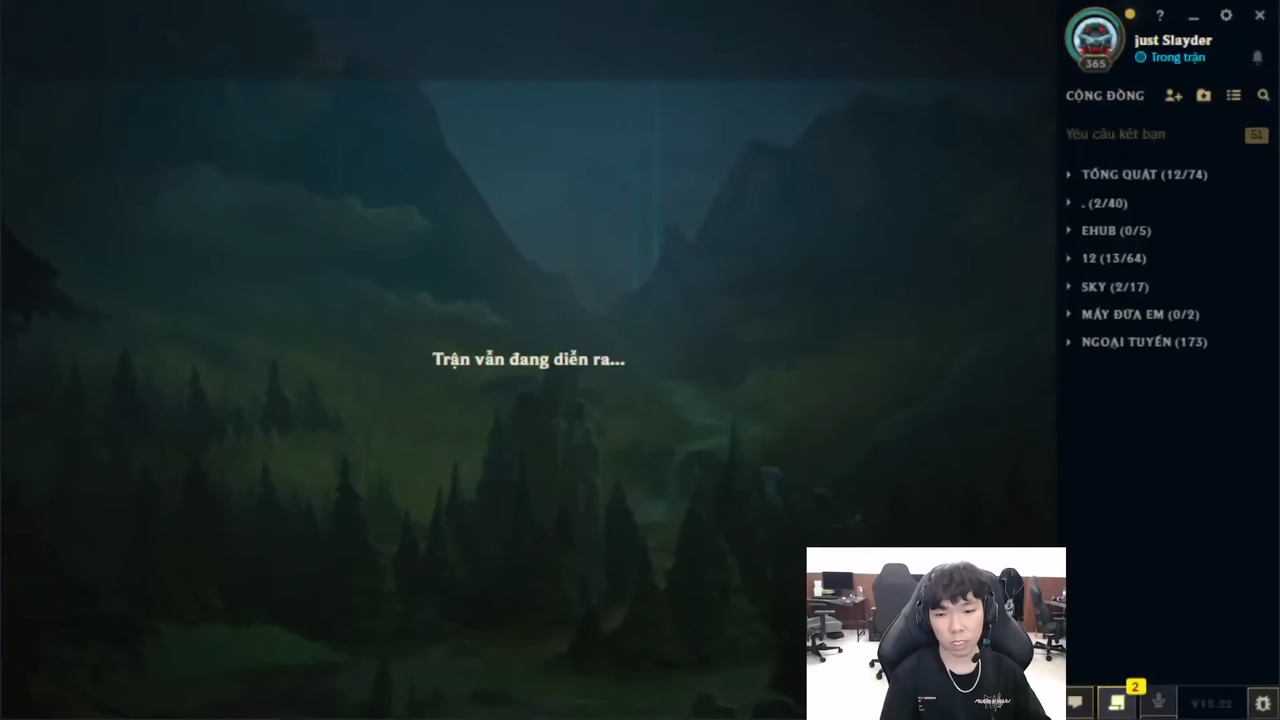 ?
just Slayder
365
Trong trận
CỘNG ĐỒNG
Yêu cầu kết bạn
51
TỔNG QUÁT (12/74)
. (2/40)
EHUB (0/5)
12 (13/64)
SKY (2/17)
MẤY ĐỨA EM (0/2)
NGOẠI TUYẾN (173)
Trận vẫn đang diễn ra...
2
V12.22